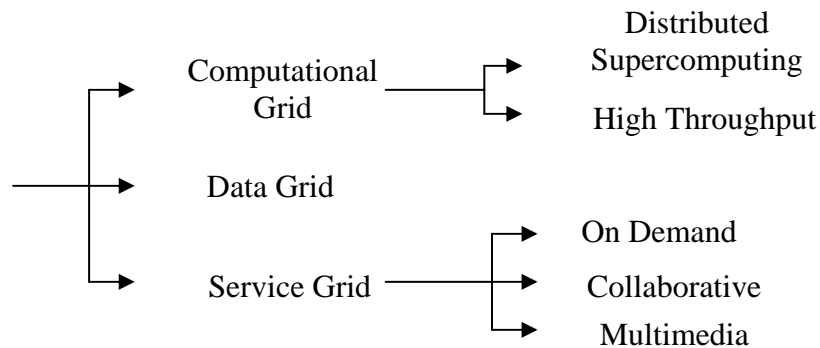 Computational
Grid
Distributed
Supercomputing
High Throughput
Data Grid
Service Grid
On Demand
Collaborative
Multimedia